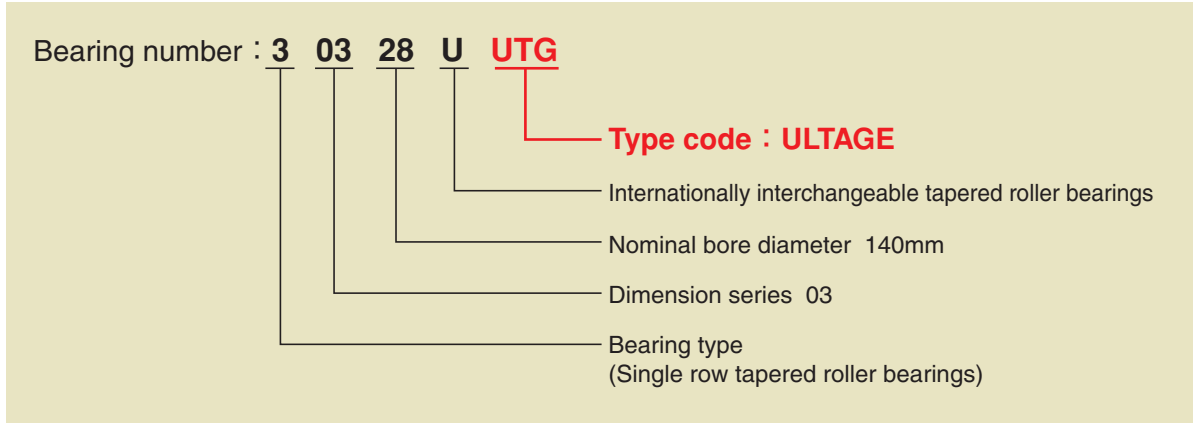 Bearing number：3 03 28 U UTG
Type code：ULTAGE
Internationally interchangeable tapered roller bearings
Nominal bore diameter 140mm
Dimension series 03
Bearing type
(Single row tapered roller bearings)